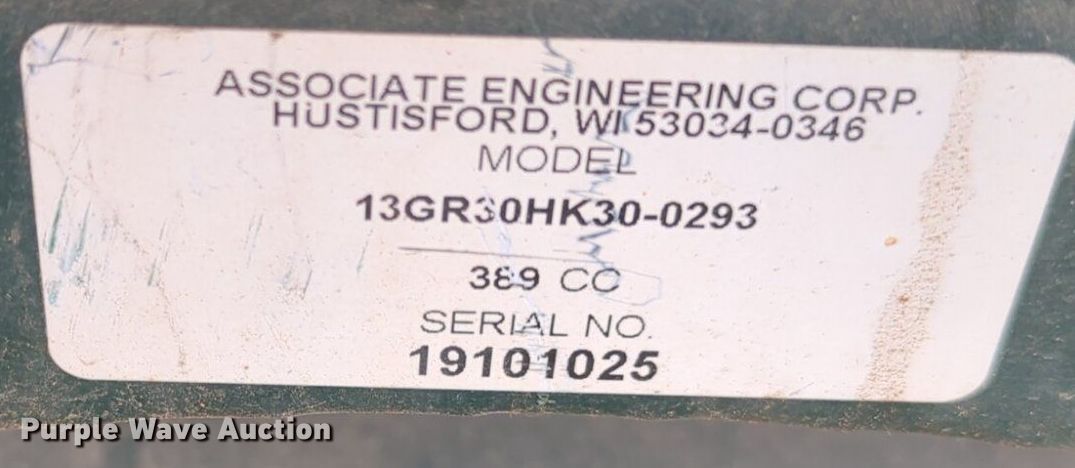 ASSOCIATE ENGINEERING CORP.
HUSTISFORD, WI 53034-0346
MODEL
13GR30HK30-0293
389 CC
SERIAL NO.
19101025
Purple Wave Auction